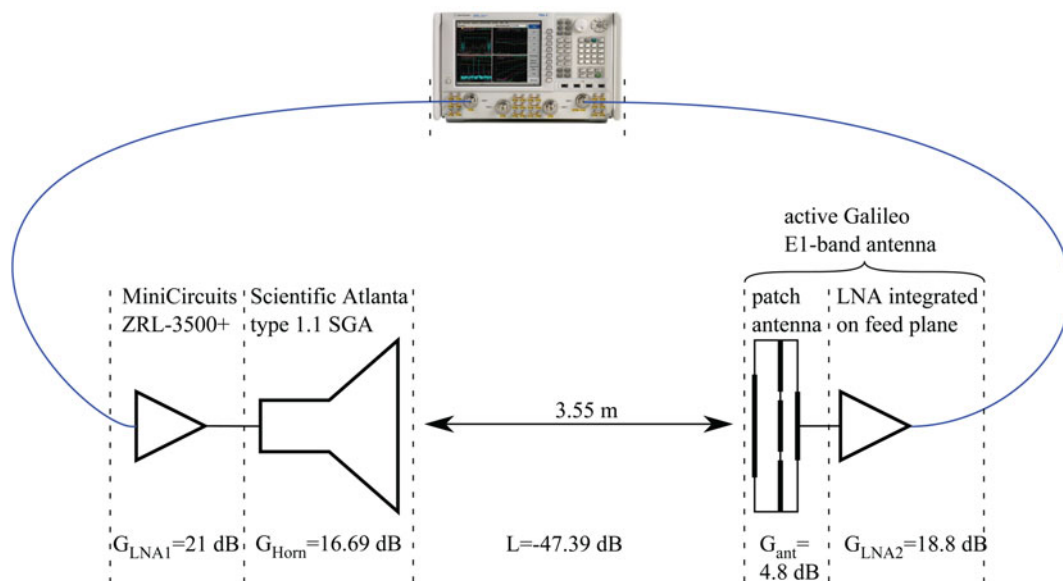 active Galileo
E1-band antenna
MiniCircuits
ZRL-3500+
Scientific Atlanta
type 1.1 SGA
patch
antenna
LNA integrated
on feed plane
3.55 m
G_LNA1=21 dB
G_Horn=16.69 dB
L=-47.39 dB
G_ant=
4.8 dB
G_LNA2=18.8 dB